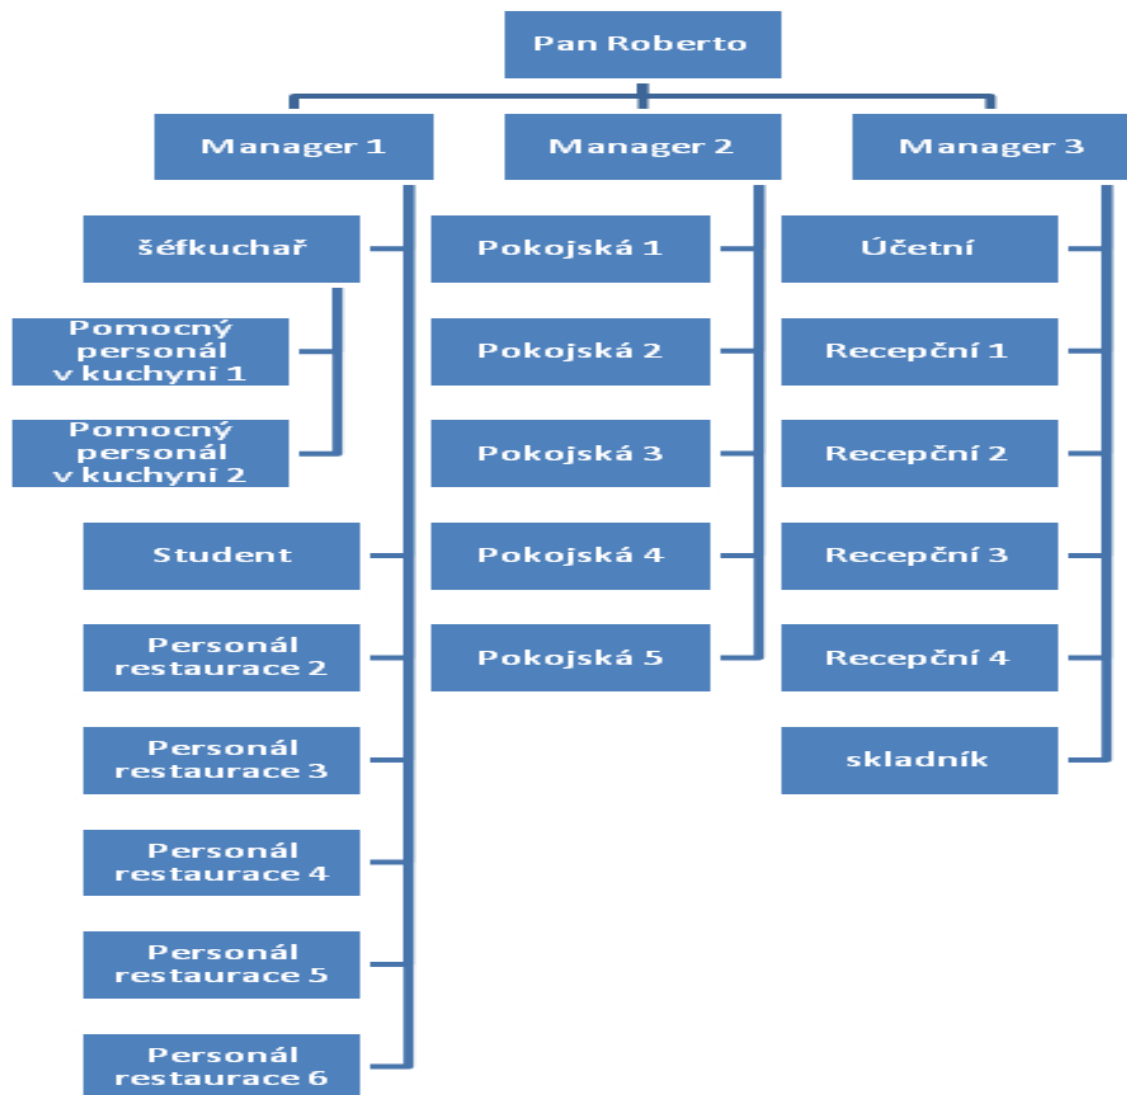 Pan Roberto
Manager 1
Manager 2
Manager 3
šéfkuchař
Pomocný
personál
v kuchyni 1
Pomocný
personál
v kuchyni 2
Student
Personál
restaurace 2
Personál
restaurace 3
Personál
restaurace 4
Personál
restaurace 5
Personál
restaurace 6
Pokojská 1
Pokojská 2
Pokojská 3
Pokojská 4
Pokojská 5
Účetní
Recepční 1
Recepční 2
Recepční 3
Recepční 4
skladník